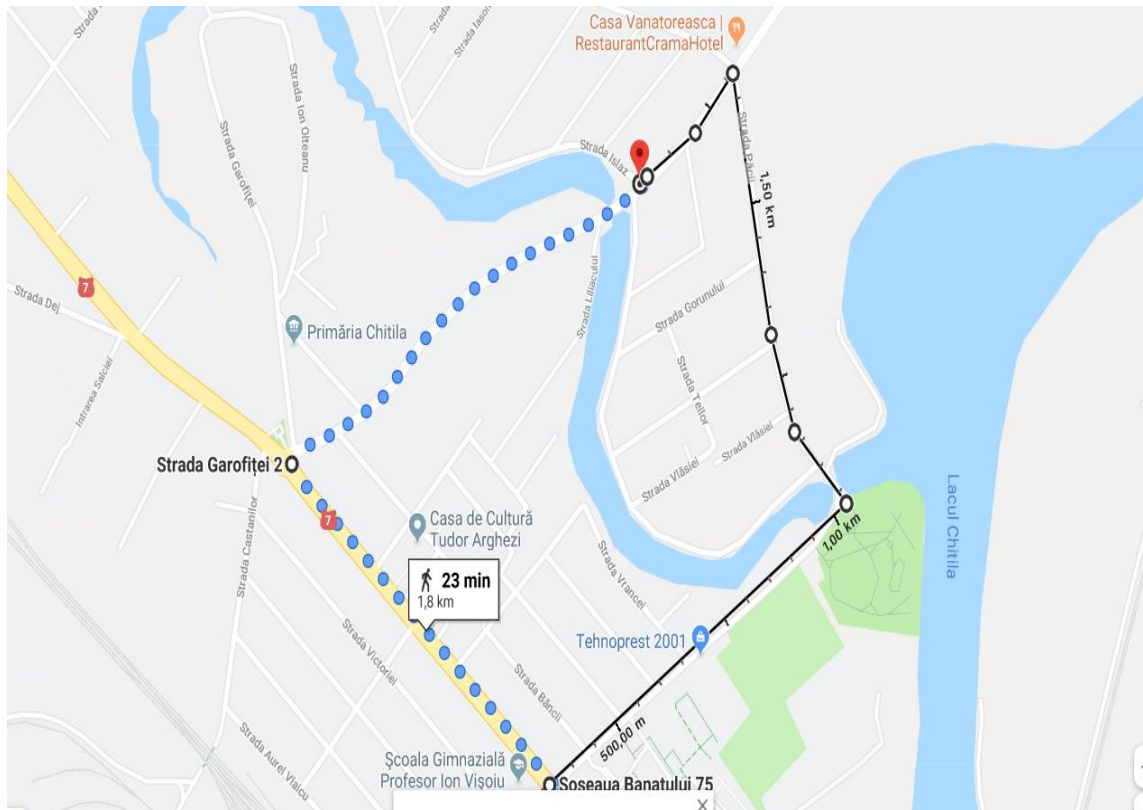 Casa Vanatoreasca |
RestaurantCramaHotel
Strada Islaz
Strada Ion Olteanu
Strada Garofiței
Strada Păcii
1,50 km
7
Strada Dej
Strada Liliacului
Strada Gorunului
Primăria Chitila
Intrarea Salciei
Strada Teilor
Strada Vlăsiei
Strada Vlăsiei
Strada Garofiței 2
7
Lacul Chitila
1,00 km
Casa de Cultură
Tudor Arghezi
Strada Castanilor
23 min
1,8 km
Strada Vrancei
Tehnoprest 2001
Strada Victoriei
Strada Băncii
500,00 m
Strada Aurel Vlaicu
Școala Gimnazială
Profesor Ion Vișoiu
Șoseaua Banatului 75